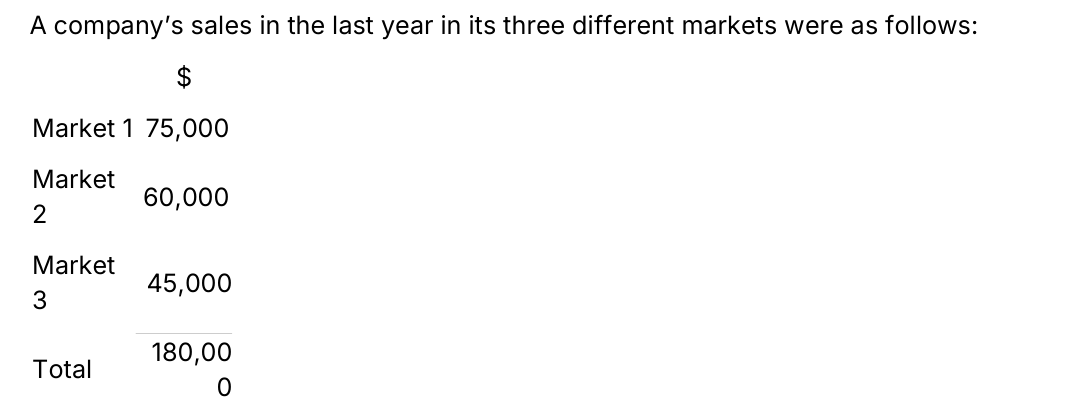 A company’s sales in the last year in its three different markets were as follows:
$
Market 1 75,000
Market
2
60,000
Market
3
45,000
Total
180,00
0